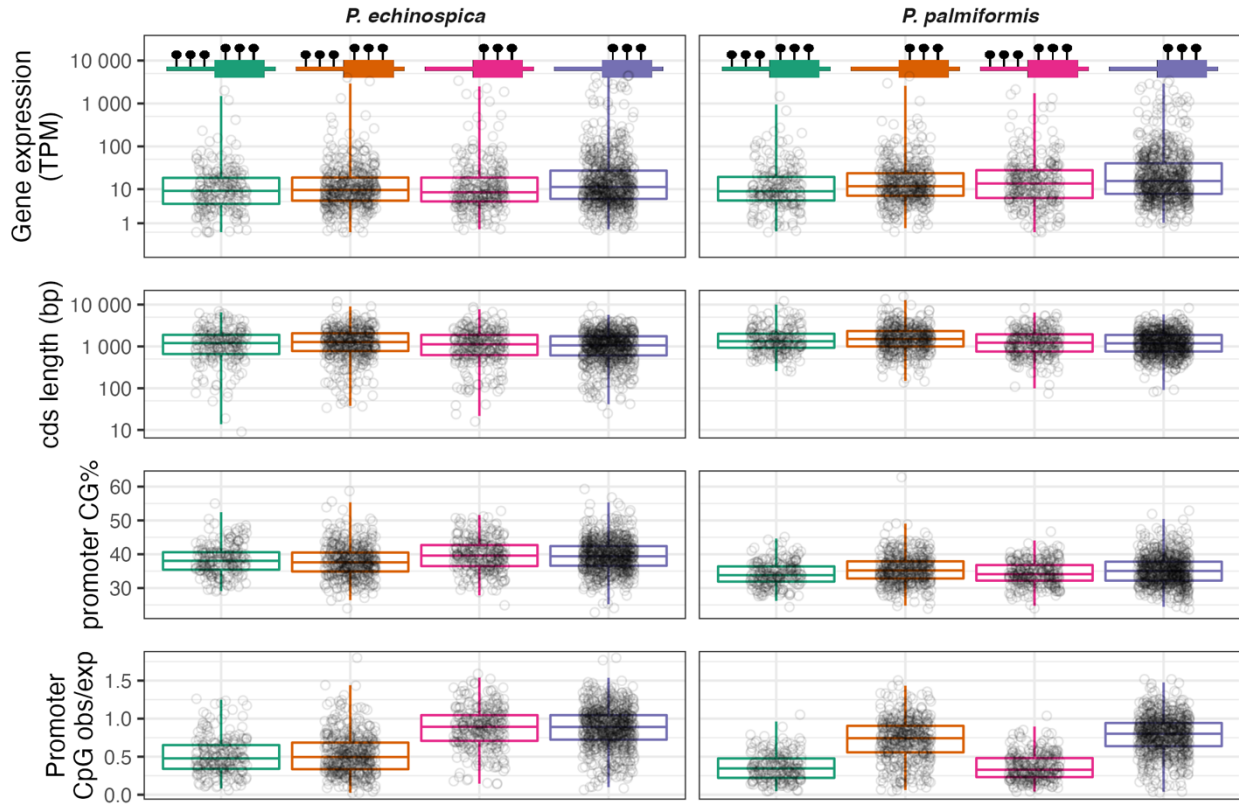 P. echinospica
P. palmiformis
Gene expression
(TPM)
10 000
1 000
100
10
1
cds length (bp)
10 000
1 000
100
10
promoter CG%
60
50
40
30
Promoter
CpG obs/exp
1.5
1.0
0.5
0.0